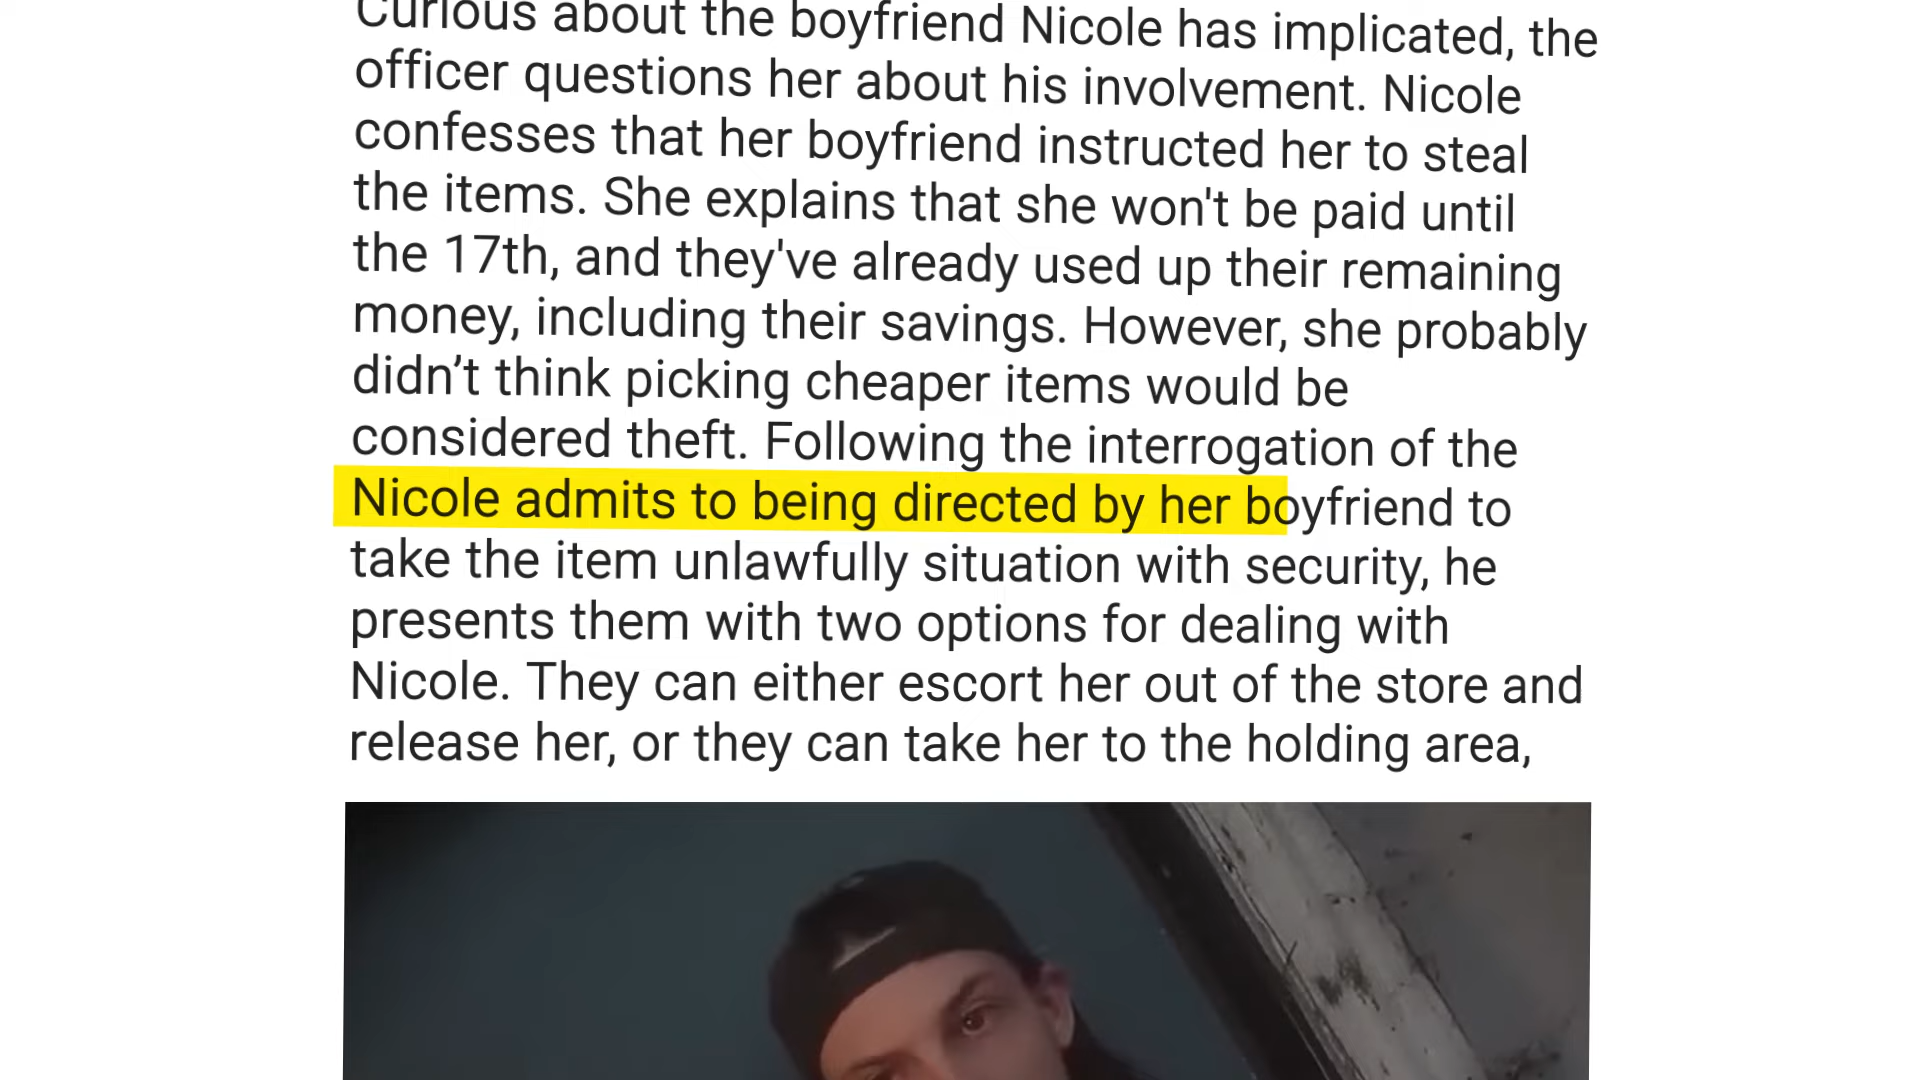 Curious about the boyfriend Nicole has implicated, the
officer questions her about his involvement. Nicole
confesses that her boyfriend instructed her to steal
the items. She explains that she won't be paid until
the 17th, and they've already used up their remaining
money, including their savings. However, she probably
didn’t think picking cheaper items would be
considered theft. Following the interrogation of the
Nicole admits to being directed by her boyfriend to
take the item unlawfully situation with security, he
presents them with two options for dealing with
Nicole. They can either escort her out of the store and
release her, or they can take her to the holding area,